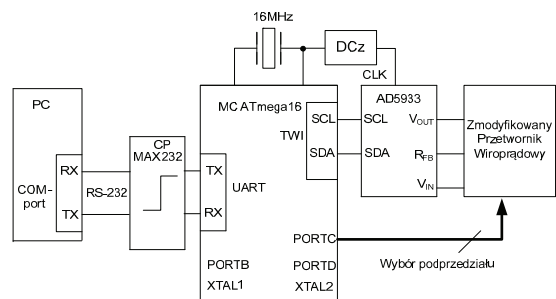 16MHz
DCz
CLK
PC
MC ATmega16
AD5933
CP
MAX232
TWI
SCL
SCL
VOUT
Zmodyfikowany
Przetwornik
Wiroprądowy
RX
RS-232
TX
UART
SDA
SDA
RFB
COM-
port
TX
RX
VIN
PORTC
PORTB
PORTD
Wybór podprzedziału
XTAL1
XTAL2